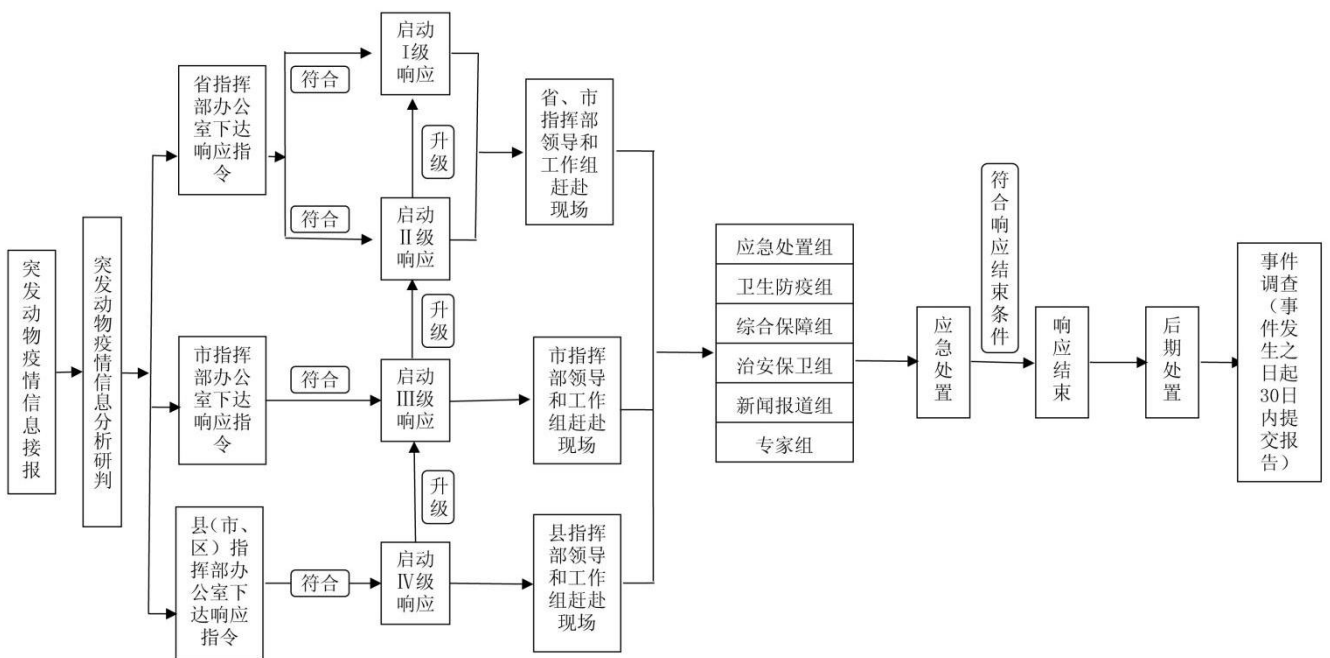 突发动物疫情信息接报
突发动物疫情信息分析研判
省指挥
部办公
室下达
响应指
令
市指挥
部办公
室下达
响应指
令
县(市、
区)指
挥部办
公室下
达响应
指令
符合
符合
符合
符合
启动
I级
响应
升级
启动
II级
响应
升级
启动
III级
响应
升级
启动
IV级
响应
省、市
指挥部
领导和
工作组
赶赴
现场
市指挥
部领导
和工作
组赶赴
现场
县指挥
部领导
和工作
组赶赴
现场
应急处置组
卫生防疫组
综合保障组
治安保卫组
新闻报道组
专家组
应急处置
符合响应结束条件
响应结束
后期处置
事件
调查
(事
件发
生之
日起
30日
内提
交报
告)